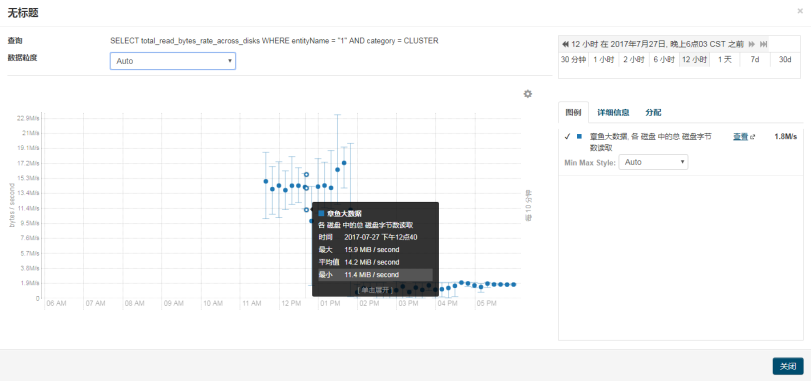 无标题
×
查询
SELECT total_read_bytes_rate_across_disks WHERE entityName = "1" AND category = CLUSTER
数据粒度
Auto
12 小时 在 2017年7月27日, 晚上6点03 CST 之前
30 分钟 1 小时 2 小时 6 小时 12 小时 1 天 7d 30d
图例 详细信息 分配
✓ 章鱼大数据, 各 磁盘 中的总 磁盘字节数读取 查看 1.8M/s
Min Max Style: Auto
bytes / second
22.9M/s
21M/s
19.1M/s
17.2M/s
15.3M/s
13.4M/s
11.4M/s
9.5M/s
7.6M/s
5.7M/s
3.8M/s
1.9M/s
0
每 10 分钟
章鱼大数据
各 磁盘 中的总 磁盘字节数读取
时间 2017-07-27 下午12点40
最大 15.9 MiB / second
平均值 14.2 MiB / second
最小 11.4 MiB / second
(单击展开)
06 AM 07 AM 08 AM 09 AM 10 AM 11 AM 12 PM 01 PM 02 PM 03 PM 04 PM 05 PM
关闭